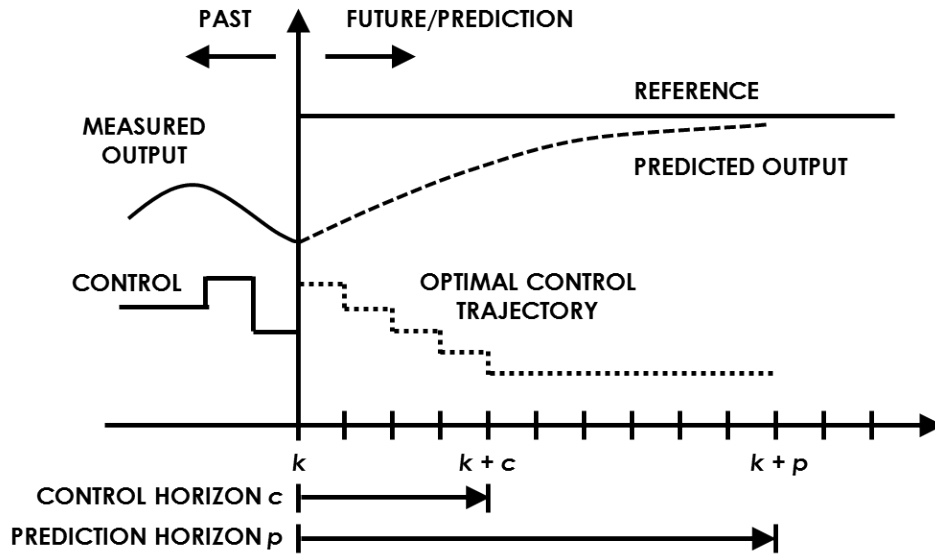 PAST
FUTURE/PREDICTION
REFERENCE
MEASURED
OUTPUT
PREDICTED OUTPUT
CONTROL
OPTIMAL CONTROL
TRAJECTORY
k
k + c
k + p
CONTROL HORIZON c
PREDICTION HORIZON p